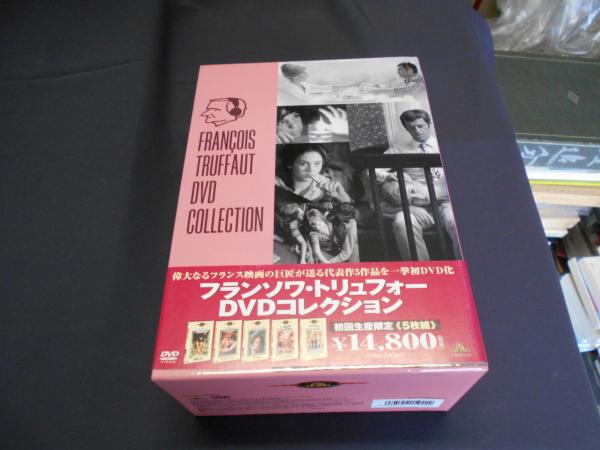 FRANÇOIS
TRUFFAUT
DVD
COLLECTION
偉大なるフランス映画の巨匠が送る代表作5作品を一挙初DVD化
フランソワ・トリュフォー
DVDコレクション
初回生産限定《5枚組》
¥14,800
DVD
VIDEO